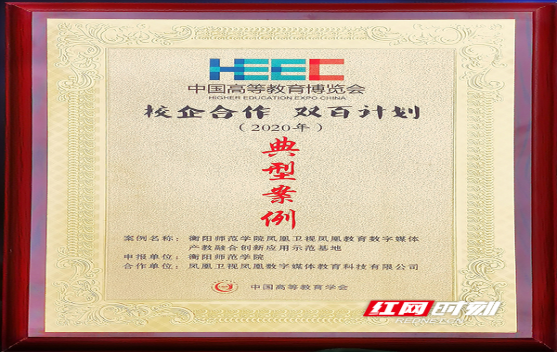 HEEC
中国高等教育博览会
HIGHER EDUCATION EXPO CHINA
校企合作 双百计划
（2020年）
典型案例
案例名称：衡阳师范学院凤凰卫视凤凰教育数字媒体
产教融合创新应用示范基地
申报单位：衡阳师范学院
合作单位：凤凰卫视凤凰数字媒体教育科技有限公司
中国高等教育学会
红网时刻
REDNET.CN